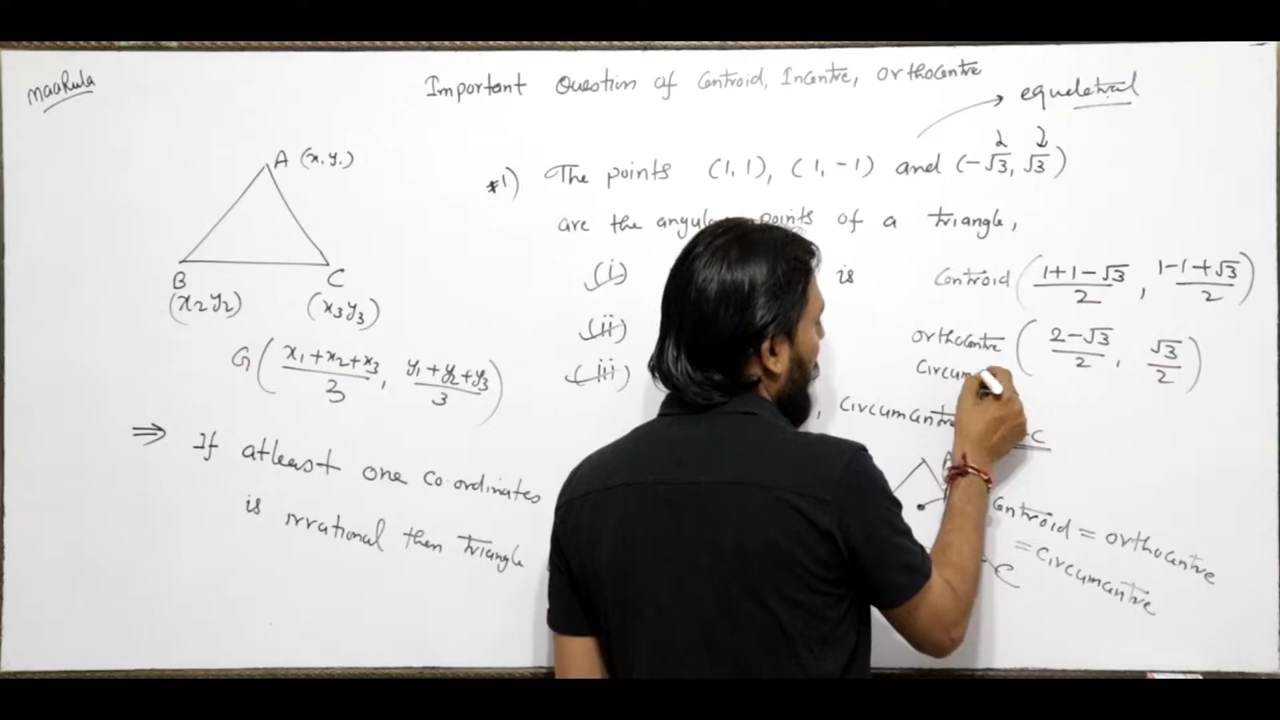 maaRula
Important Question of Centroid, Incentre, Orthocentre
equeletral
*1) The points (1, 1), (1, -1) and (-√3, √3)
are the angular points of a triangle,
(i) is Centroid (1+1-√3/2, 1-1+√3/2)
(ii) Orthocentre (2-√3/2, √3/2)
(iii) Circum
, Circumcentre
C
A
C
Centroid = Orthocentre
= Circumcentre
A (x1 y1)
B C
(x2 y2) (x3 y3)
G (x1+x2+x3/3, y1+y2+y3/3)
⇒ If atleast one co-ordinates
is irrational then triangle